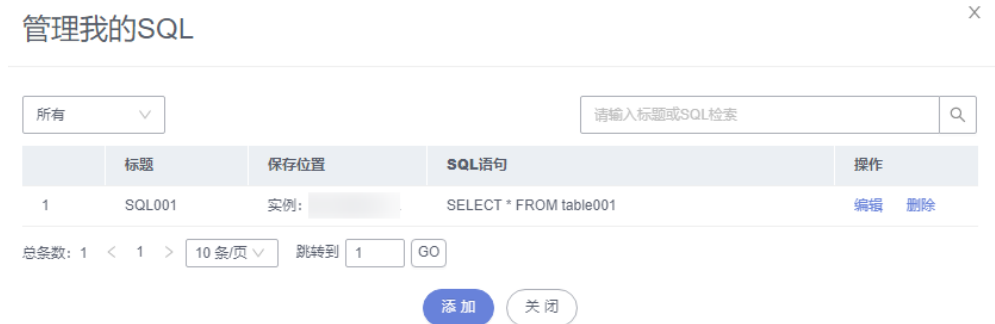 管理我的SQL
所有
请输入标题或SQL检索
标题 保存位置 SQL语句 操作
1 SQL001 实例: SELECT * FROM table001 编辑 删除
总条数: 1 < 1 > 10 条/页 跳转到 1 GO
添加 关闭